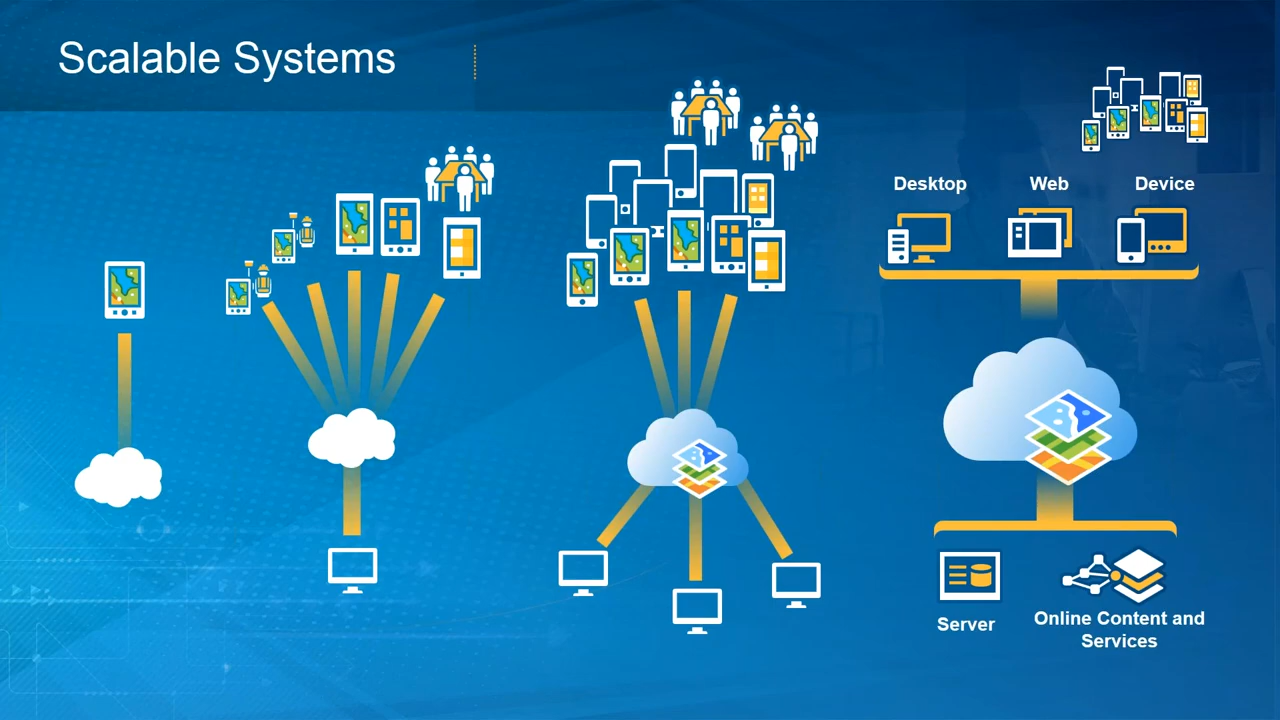 Scalable Systems
Desktop
Web
Device
Server
Online Content and
Services